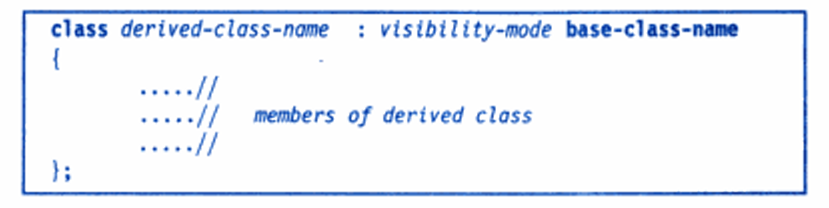 class derived-class-name : visibility-mode base-class-name
{
.....//
.....// members of derived class
.....//
};